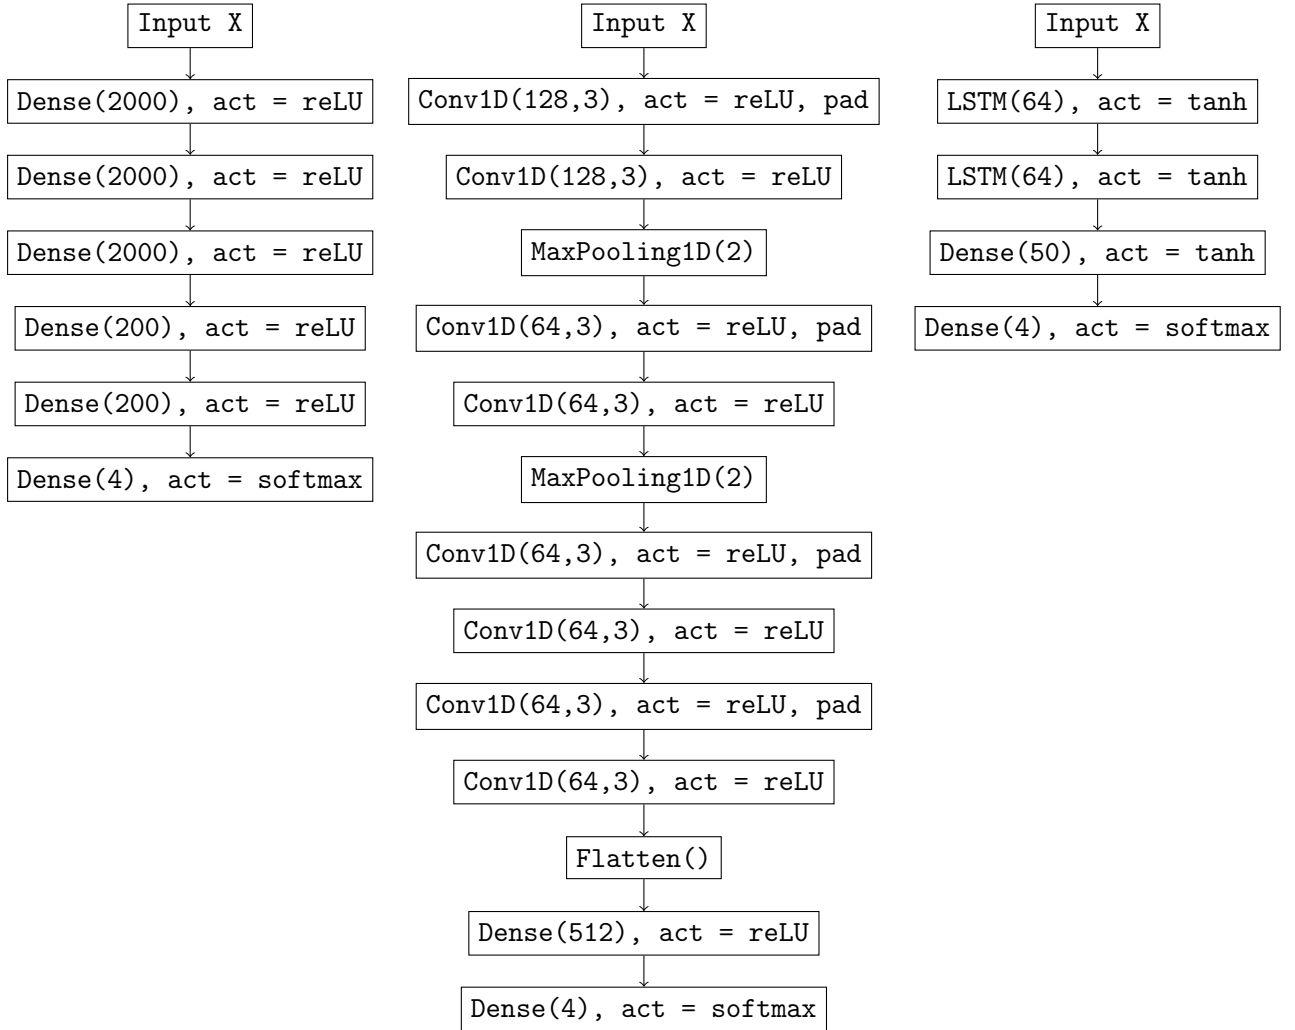 Input X
Dense(2000), act = reLU
Dense(2000), act = reLU
Dense(2000), act = reLU
Dense(200), act = reLU
Dense(200), act = reLU
Dense(4), act = softmax
Input X
Conv1D(128,3), act = reLU, pad
Conv1D(128,3), act = reLU
MaxPooling1D(2)
Conv1D(64,3), act = reLU, pad
Conv1D(64,3), act = reLU
MaxPooling1D(2)
Conv1D(64,3), act = reLU, pad
Conv1D(64,3), act = reLU
Conv1D(64,3), act = reLU, pad
Conv1D(64,3), act = reLU
Flatten()
Dense(512), act = reLU
Dense(4), act = softmax
Input X
LSTM(64), act = tanh
LSTM(64), act = tanh
Dense(50), act = tanh
Dense(4), act = softmax